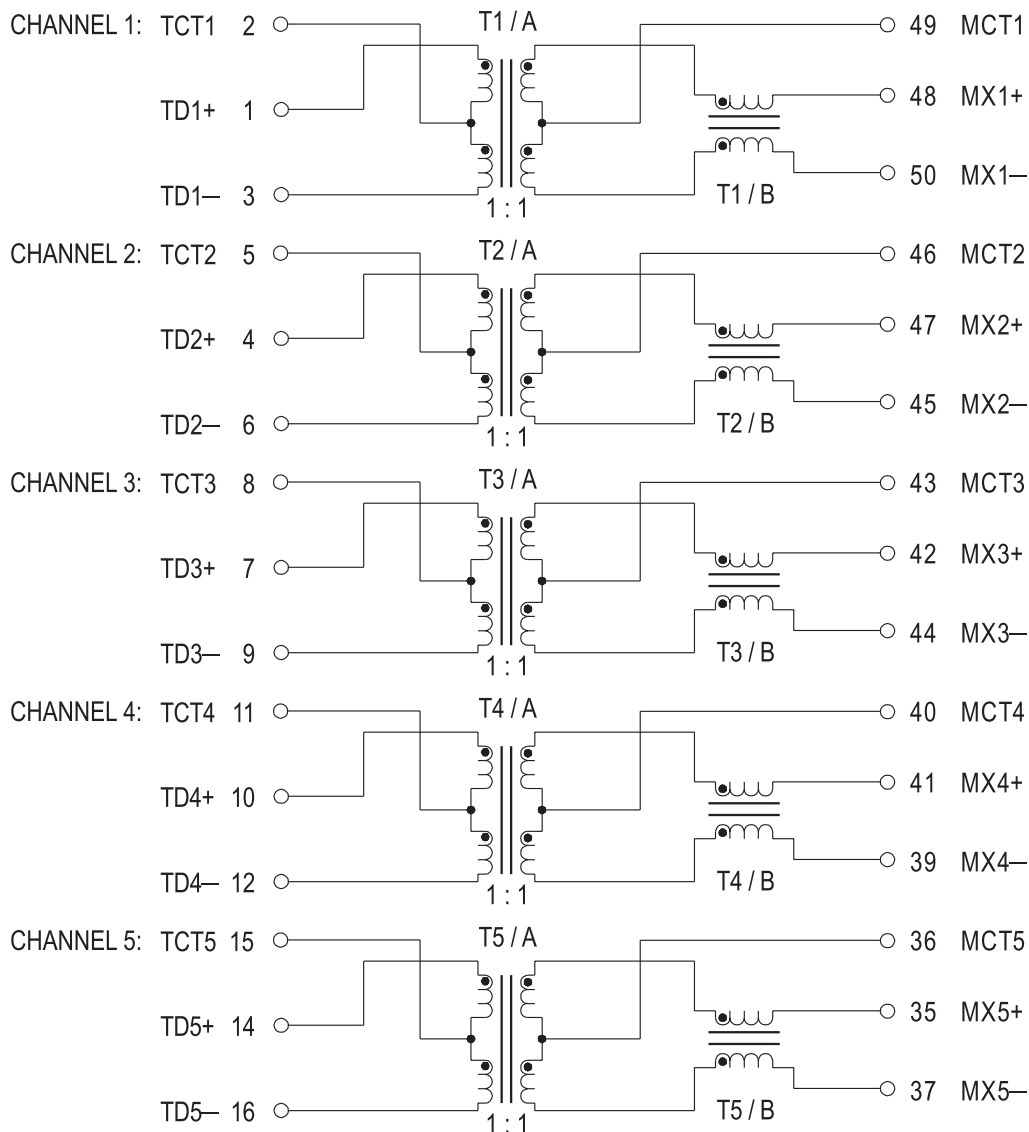 CHANNEL 1: TCT1 2 T1 / A 49 MCT1
TD1+ 1 48 MX1+
50 MX1—
TD1— 3 1 : 1 T1 / B
CHANNEL 2: TCT2 5 T2 / A 46 MCT2
TD2+ 4 47 MX2+
45 MX2—
TD2— 6 1 : 1 T2 / B
CHANNEL 3: TCT3 8 T3 / A 43 MCT3
TD3+ 7 42 MX3+
44 MX3—
TD3— 9 1 : 1 T3 / B
CHANNEL 4: TCT4 11 T4 / A 40 MCT4
TD4+ 10 41 MX4+
39 MX4—
TD4— 12 1 : 1 T4 / B
CHANNEL 5: TCT5 15 T5 / A 36 MCT5
TD5+ 14 35 MX5+
37 MX5—
TD5— 16 1 : 1 T5 / B